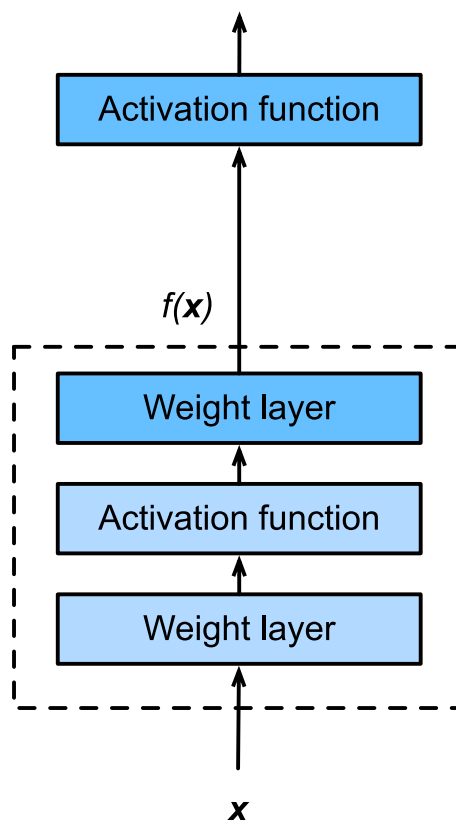 Activation function
f(x)
Weight layer
Activation function
Weight layer
x